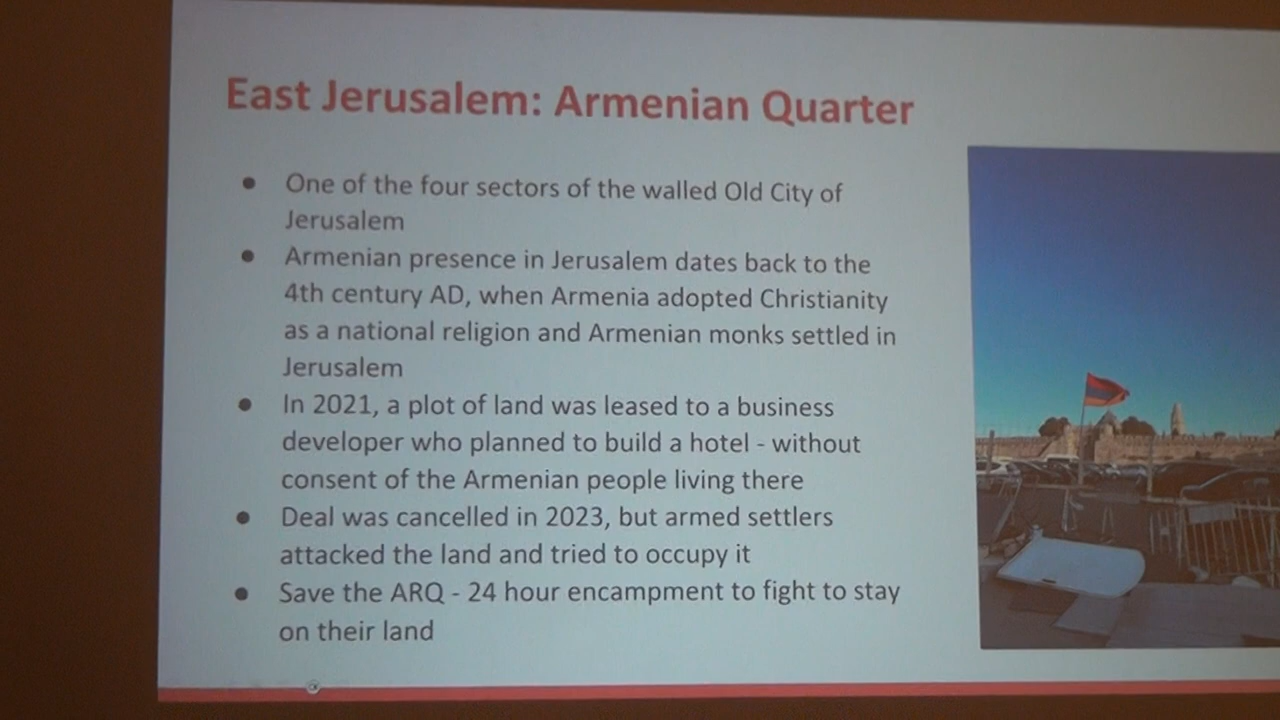 East Jerusalem: Armenian Quarter
● One of the four sectors of the walled Old City of
Jerusalem
● Armenian presence in Jerusalem dates back to the
4th century AD, when Armenia adopted Christianity
as a national religion and Armenian monks settled in
Jerusalem
● In 2021, a plot of land was leased to a business
developer who planned to build a hotel - without
consent of the Armenian people living there
● Deal was cancelled in 2023, but armed settlers
attacked the land and tried to occupy it
● Save the ARQ - 24 hour encampment to fight to stay
on their land